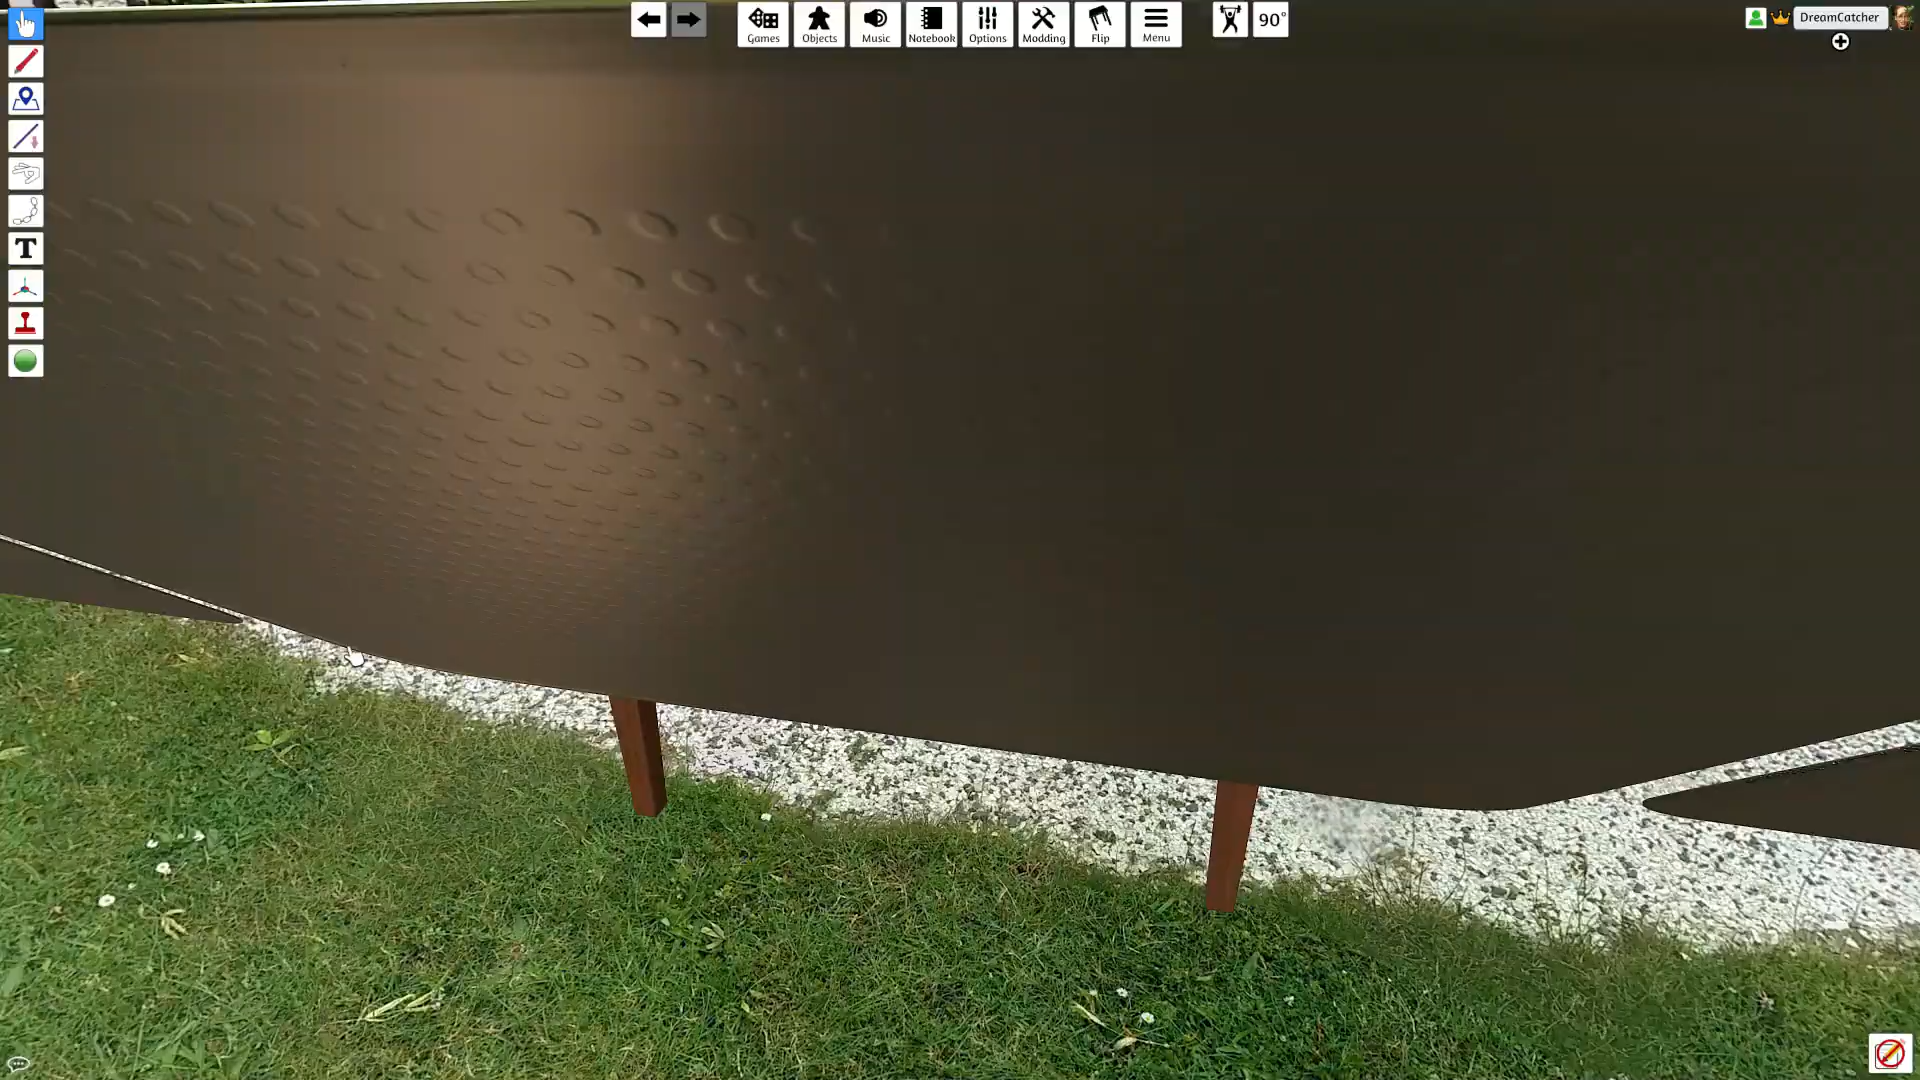 Games
Objects
Music
Notebook
Options
Modding
Flip
Menu
90°
DreamCatcher
T